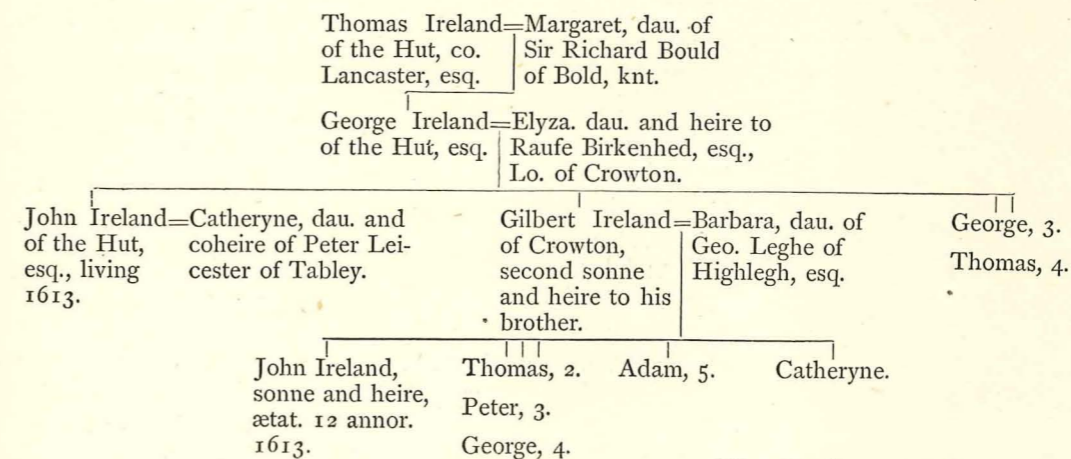 Thomas Ireland=Margaret, dau. of
of the Hut, co. Sir Richard Bould
Lancaster, esq. of Bold, knt.
George Ireland=Elyza. dau. and heire to
of the Hut, esq. Raufe Birkenhed, esq.,
Lo. of Crowton.
John Ireland=Catheryne, dau. and
of the Hut, coheire of Peter Lei-
esq., living cester of Tabley.
1613.
Gilbert Ireland=Barbara, dau. of
of Crowton, Geo. Leghe of
second sonne Highlegh, esq.
and heire to his
brother.
George, 3.
Thomas, 4.
John Ireland,
sonne and heire,
ætat. 12 annor.
1613.
Thomas, 2.
Peter, 3.
George, 4.
Adam, 5.
Catheryne.